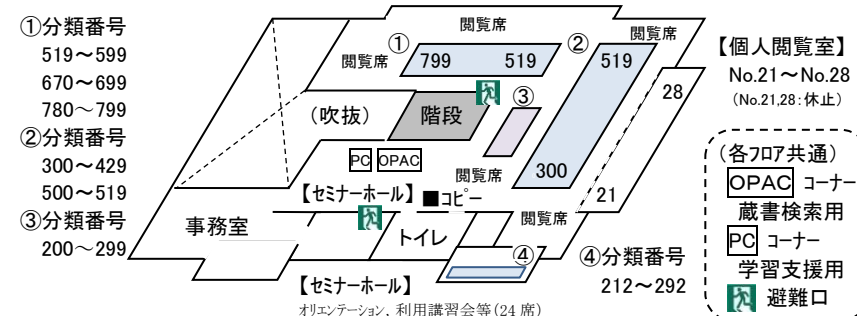 ①分類番号
519～599
670～699
780～799
②分類番号
300～429
500～519
③分類番号
200～299
閲覧席
閲覧席
閲覧席
①
799 519
②
519
300
③
(吹抜)
階段
PC OPAC
閲覧席
【セミナーホール】
■コピー
事務室
トイレ
閲覧席
28
21
④
④分類番号
212～292
【セミナーホール】
オリエンテーション, 利用講習会等(24 席)
【個人閲覧室】
No.21～No.28
(No.21,28:休止)
(各フロア共通)
OPAC コーナー
蔵書検索用
PC コーナー
学習支援用
避難口